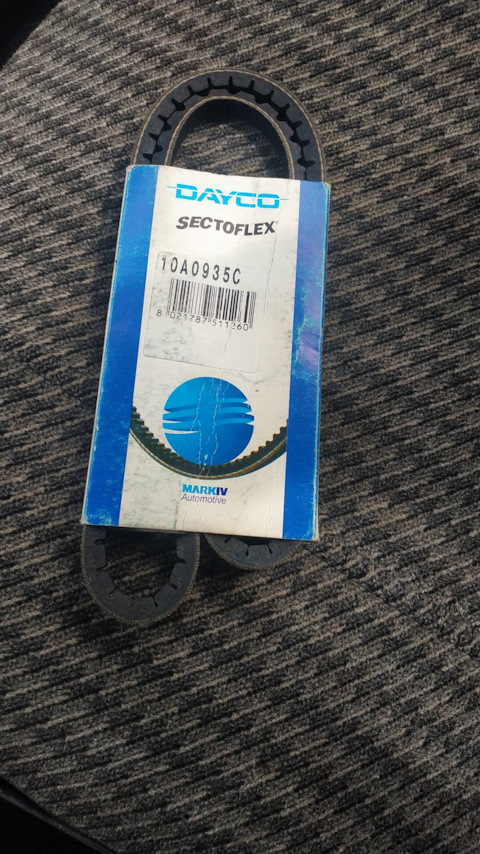 DAYCO
SECTOFLEX®
10A0935C
8 021787 511260
MARKIV
Automotive